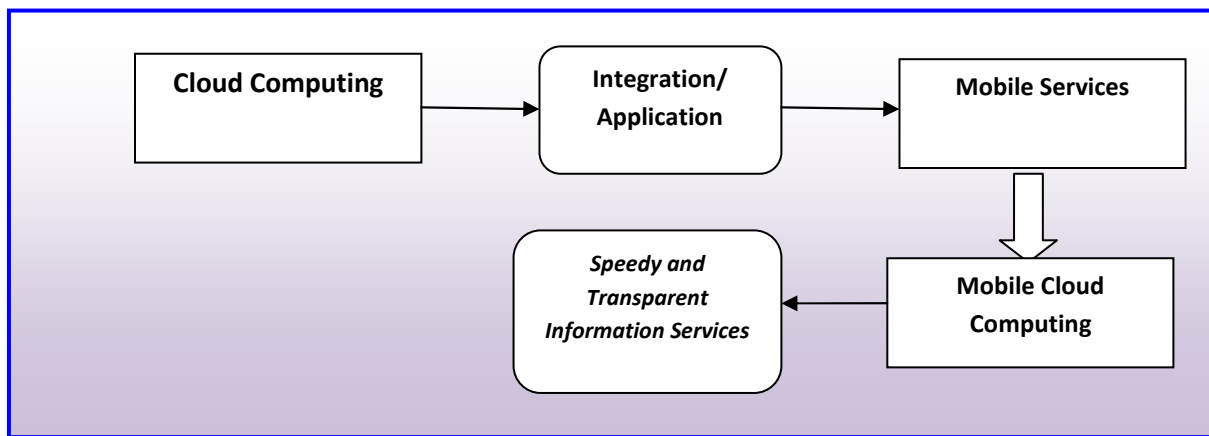 Cloud Computing
Integration/
Application
Mobile Services
Speedy and
Transparent
Information Services
Mobile Cloud
Computing